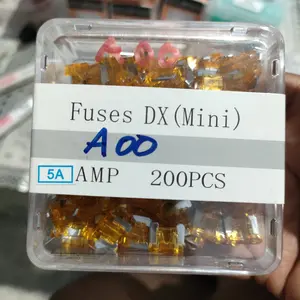 Fuses DX(Mini)
A00
5A AMP 200PCS